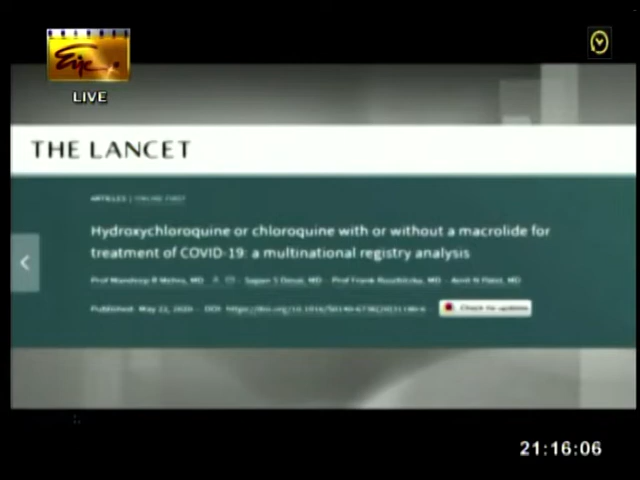 LIVE
THE LANCET
ARTICLES | ONLINE FIRST
Hydroxychloroquine or chloroquine with or without a macrolide for
treatment of COVID-19: a multinational registry analysis
Prof Mandeep R Mehra, MD Sapan S Desai, MD Prof Frank Ruschitzka, MD Amit N Patel, MD
Published: May 22, 2020 DOI:
Check for updates
21:16:06